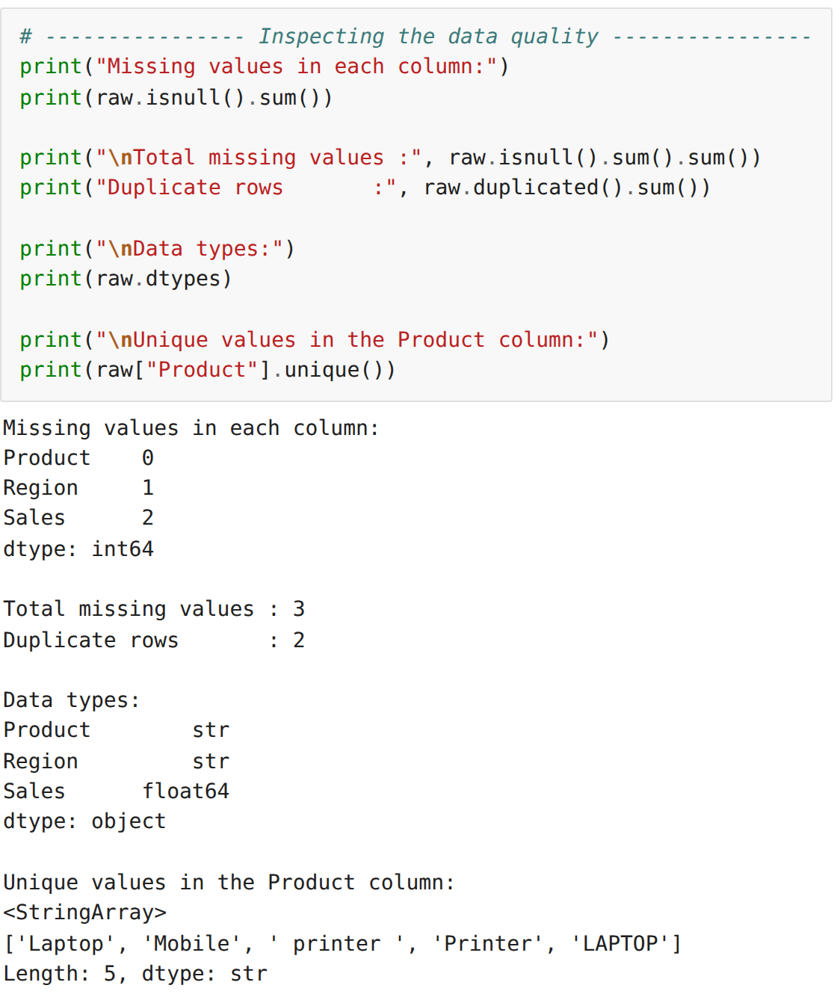 # ---------------- Inspecting the data quality ----------------
print("Missing values in each column:")
print(raw.isnull().sum())

print("\nTotal missing values :", raw.isnull().sum().sum())
print("Duplicate rows       :", raw.duplicated().sum())

print("\nData types:")
print(raw.dtypes)

print("\nUnique values in the Product column:")
print(raw["Product"].unique())
Missing values in each column:
Product    0
Region     1
Sales      2
dtype: int64

Total missing values : 3
Duplicate rows       : 2

Data types:
Product        str
Region         str
Sales      float64
dtype: object

Unique values in the Product column:
<StringArray>
['Laptop', 'Mobile', ' printer ', 'Printer', 'LAPTOP']
Length: 5, dtype: str